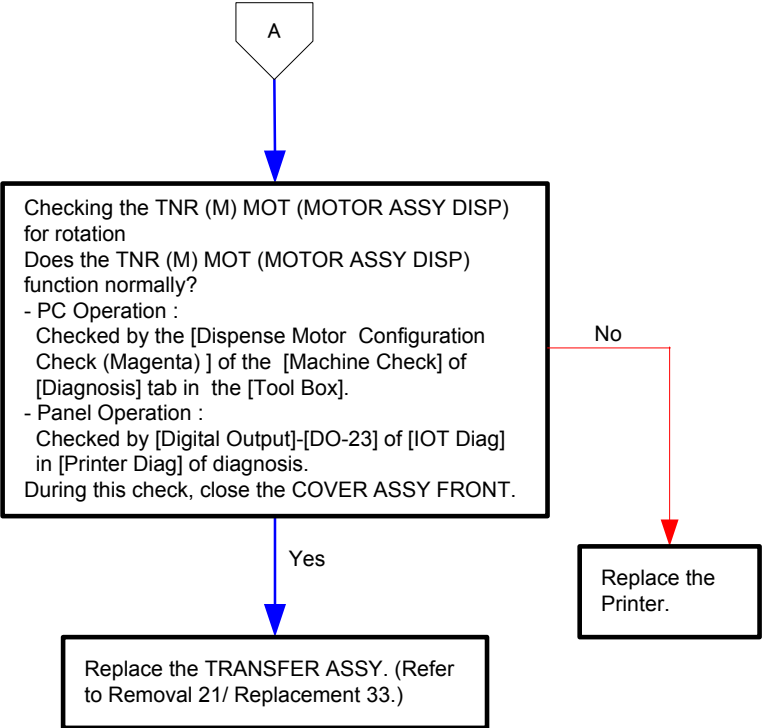 A
Checking the TNR (M) MOT (MOTOR ASSY DISP)
for rotation
Does the TNR (M) MOT (MOTOR ASSY DISP)
function normally?
- PC Operation :
Checked by the [Dispense Motor  Configuration
Check (Magenta) ] of the  [Machine Check] of
[Diagnosis] tab in  the [Tool Box].
- Panel Operation :
Checked by [Digital Output]-[DO-23] of [IOT Diag]
in [Printer Diag] of diagnosis.
During this check, close the COVER ASSY FRONT.
No
Yes
Replace the
Printer.
Replace the TRANSFER ASSY. (Refer
to Removal 21/ Replacement 33.)